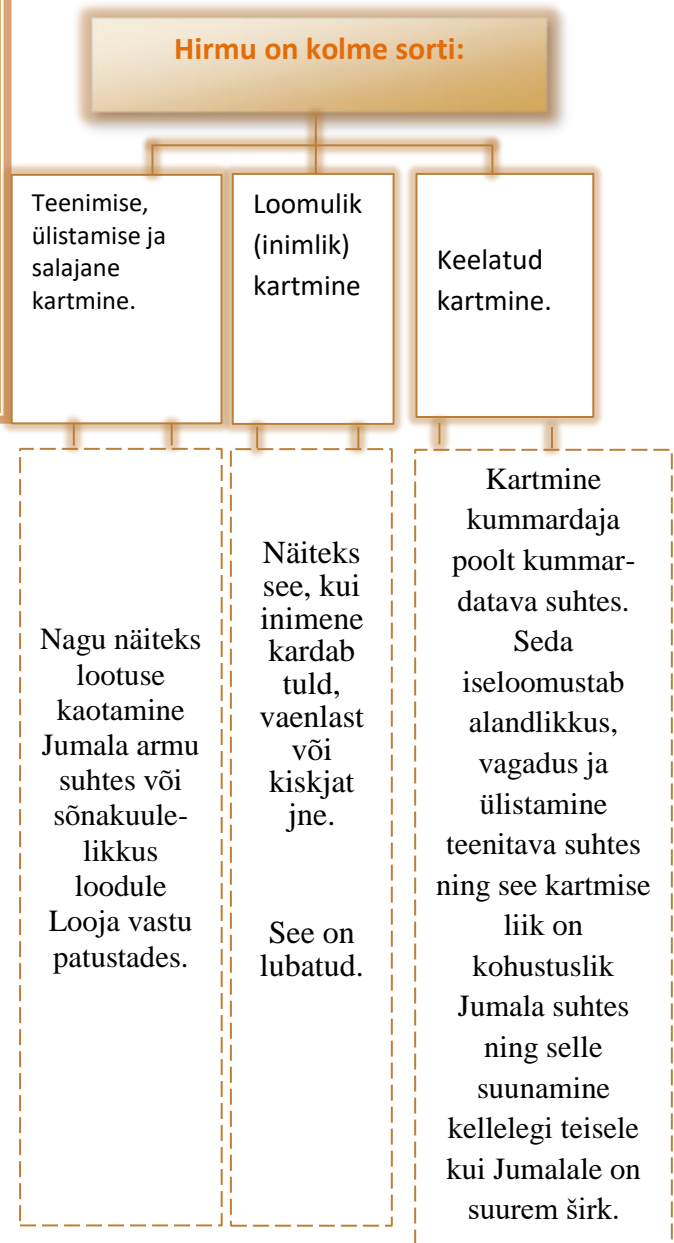 Hirmu on kolme sorti:
Teenimise,
ülistamise ja
salajane
kartmine.
Loomulik
(inimlik)
kartmine
Keelatud
kartmine.
Nagu näiteks
lootuse
kaotamine
Jumala armu
suhtes või
sõnakuule-
likkus
loodule
Looja vastu
patustades.
Näiteks
see, kui
inimene
kardab
tuld,
vaenlast
või
kiskjat
jne.
See on
lubatud.
Kartmine
kummardaja
poolt kummar-
datava suhtes.
Seda
iseloomustab
alandlikkus,
vagadus ja
ülistamine
teenitava suhtes
ning see kartmise
liik on
kohustuslik
Jumala suhtes
ning selle
suunamine
kellelegi teisele
kui Jumalale on
suurem širk.